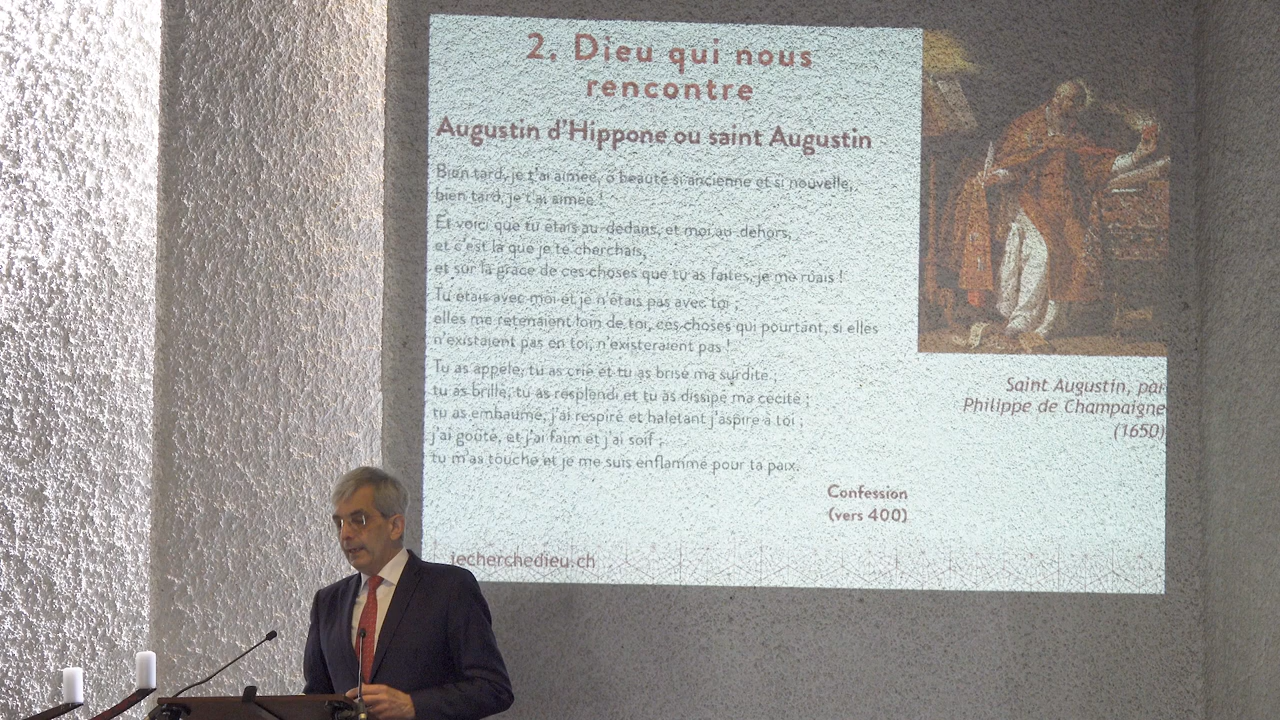 2. Dieu qui nous
rencontre
Augustin d'Hippone ou saint Augustin
Bien tard, je t'ai aimée, ô beauté si ancienne et si nouvelle,
bien tard, je t'ai aimée !
Et voici que tu étais au-dedans, et moi au-dehors,
et c'est là que je te cherchais,
et sur la grâce de ces choses que tu as faites, je me ruais !
Tu étais avec moi et je n'étais pas avec toi ;
elles me retenaient loin de toi, ces choses qui pourtant, si elles
n'existaient pas en toi, n'existeraient pas !
Tu as appelé, tu as crié et tu as brisé ma surdité ;
tu as brillé, tu as resplendi et tu as dissipé ma cécité ;
tu as embaumé, j'ai respiré et haletant j'aspire à toi ;
j'ai goûté, et j'ai faim et j'ai soif ;
tu m'as touché et je me suis enflammé pour ta paix.
Confession
(vers 400)
Saint Augustin, par
Philippe de Champaigne
(1650)
jecherchedieu.ch